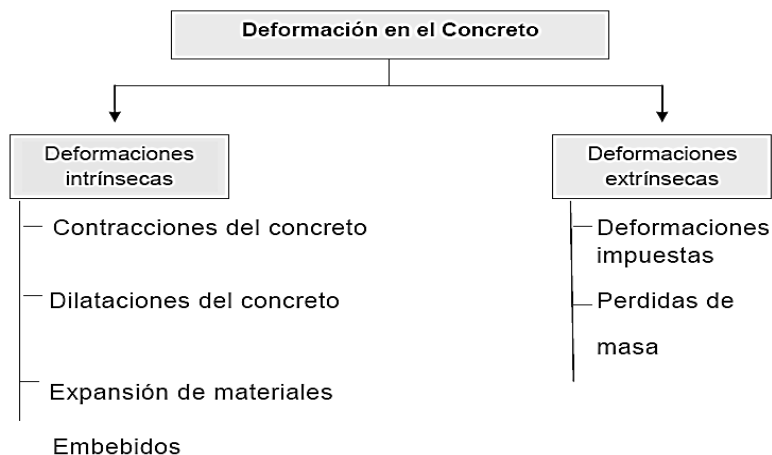 Deformación en el Concreto
Deformaciones
intrínsecas
Contracciones del concreto
Dilataciones del concreto
Expansión de materiales
Embebidos
Deformaciones
extrínsecas
Deformaciones
impuestas
Perdidas de
masa